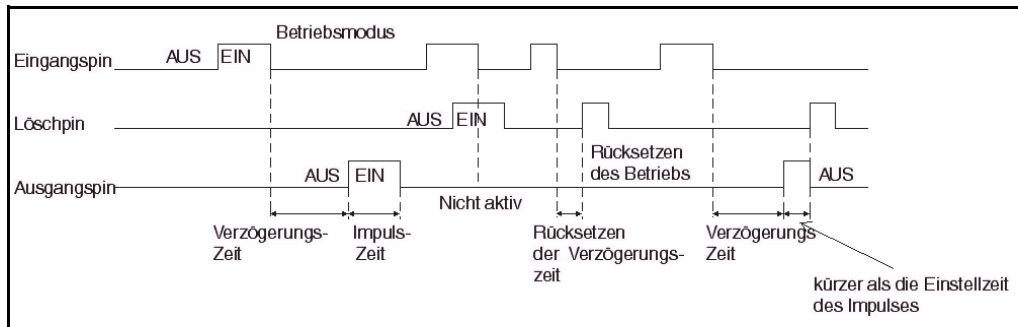 Betriebsmodus
Eingangspin AUS EIN
Löschpin AUS EIN
Rücksetzen
des Betriebs
Ausgangspin AUS EIN AUS
Nicht aktiv
Verzögerungs-
Zeit
Impuls-
Zeit
Rücksetzen
der Verzögerungs-
zeit
Verzögerungs
Zeit
kürzer als die Einstellzeit
des Impulses